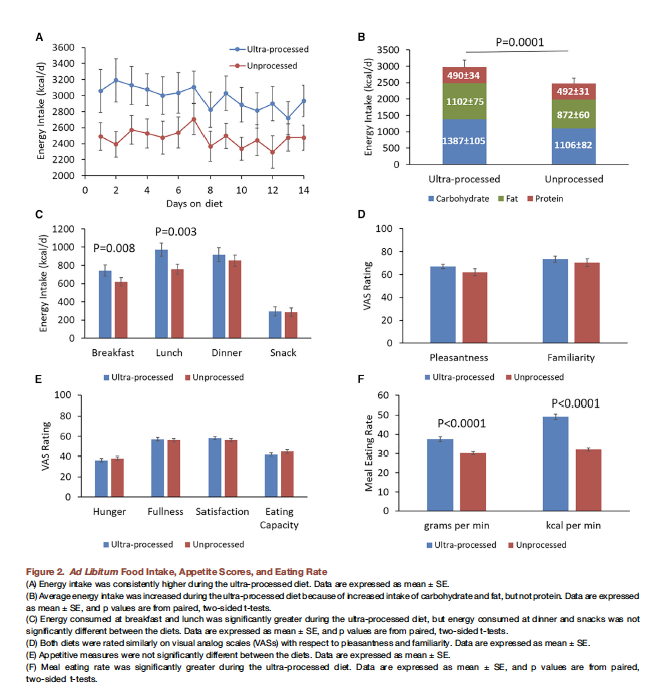 A
3600
3400
3200
3000
2800
2600
2400
2200
2000
Energy Intake (kcal/d)
Ultra-processed
Unprocessed
0 2 4 6 8 10 12 14
Days on diet
B
P=0.0001
3500
3000
2500
2000
1500
1000
500
0
Energy Intake (kcal/d)
490±34
1102±75
1387±105
492±31
872±60
1106±82
Ultra-processed Unprocessed
Carbohydrate Fat Protein
C
1200
1000
800
600
400
200
0
Energy Intake (kcal/d)
P=0.008
P=0.003
Breakfast Lunch Dinner Snack
Ultra-processed Unprocessed
D
100
80
60
40
20
0
VAS Rating
Pleasantness Familiarity
Ultra-processed Unprocessed
E
100
80
60
40
20
0
VAS Rating
Hunger Fullness Satisfaction Eating
Capacity
Ultra-processed Unprocessed
F
60
50
40
30
20
10
0
Meal Eating Rate
P<0.0001
P<0.0001
grams per min kcal per min
Ultra-processed Unprocessed
Figure 2. Ad Libitum Food Intake, Appetite Scores, and Eating Rate
(A) Energy intake was consistently higher during the ultra-processed diet. Data are expressed as mean ± SE.
(B) Average energy intake was increased during the ultra-processed diet because of increased intake of carbohydrate and fat, but not protein. Data are expressed
as mean ± SE, and p values are from paired, two-sided t-tests.
(C) Energy consumed at breakfast and lunch was significantly greater during the ultra-processed diet, but energy consumed at dinner and snacks was not
significantly different between the diets. Data are expressed as mean ± SE, and p values are from paired, two-sided t-tests.
(D) Both diets were rated similarly on visual analog scales (VASs) with respect to pleasantness and familiarity. Data are expressed as mean ± SE.
(E) Appetitive measures were not significantly different between the diets. Data are expressed as mean ± SE.
(F) Meal eating rate was significantly greater during the ultra-processed diet. Data are expressed as mean ± SE, and p values are from paired,
two-sided t-tests.